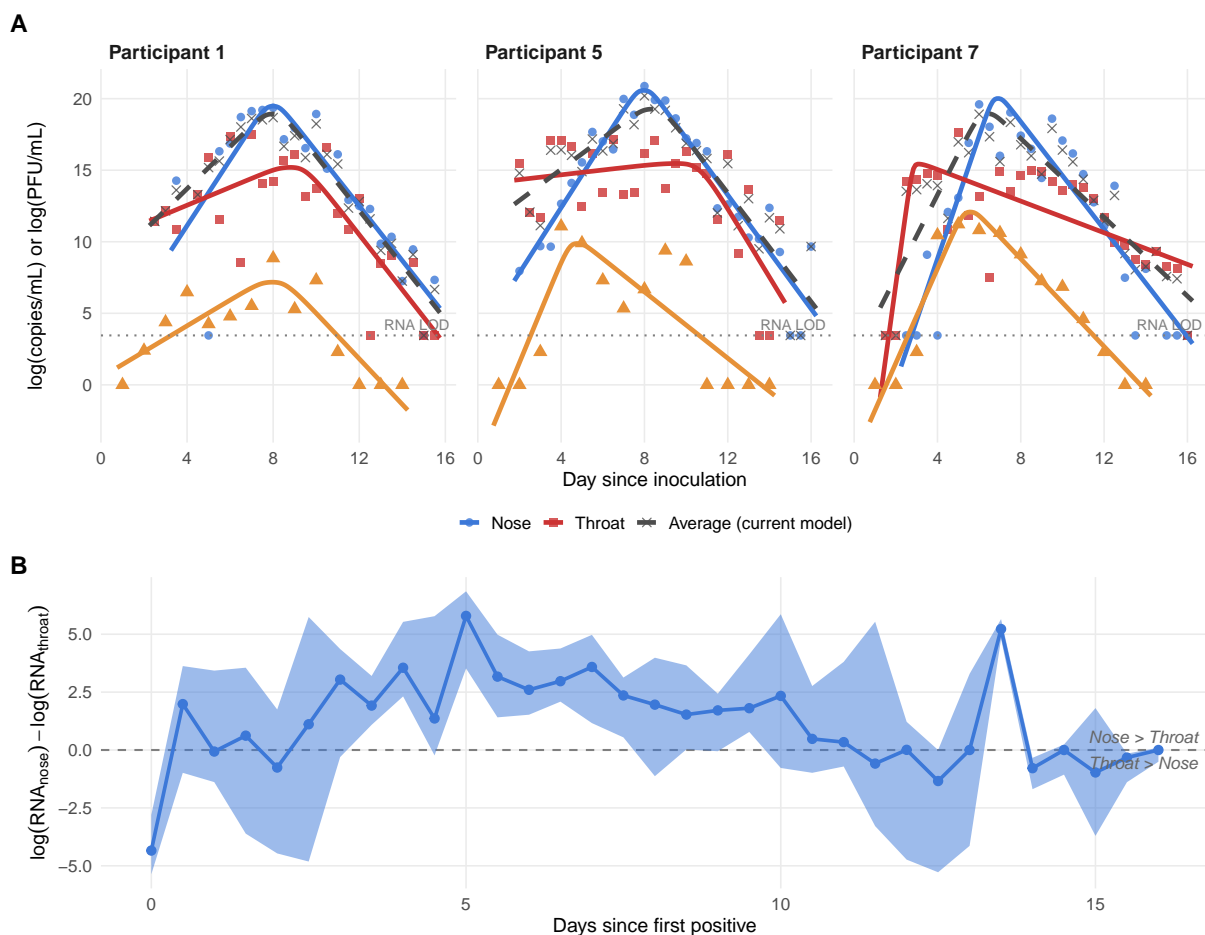 A
Participant 1 Participant 5 Participant 7
log(copies/mL) or log(PFU/mL)
20
15
10
5
0
RNA LOD RNA LOD RNA LOD
0 4 8 12 16 0 4 8 12 16 0 4 8 12 16
Day since inoculation
Nose Throat Average (current model)
B
log(RNAnose) − log(RNAthroat)
5.0
2.5
0.0
−2.5
−5.0
Nose > Throat
Throat > Nose
0 5 10 15
Days since first positive